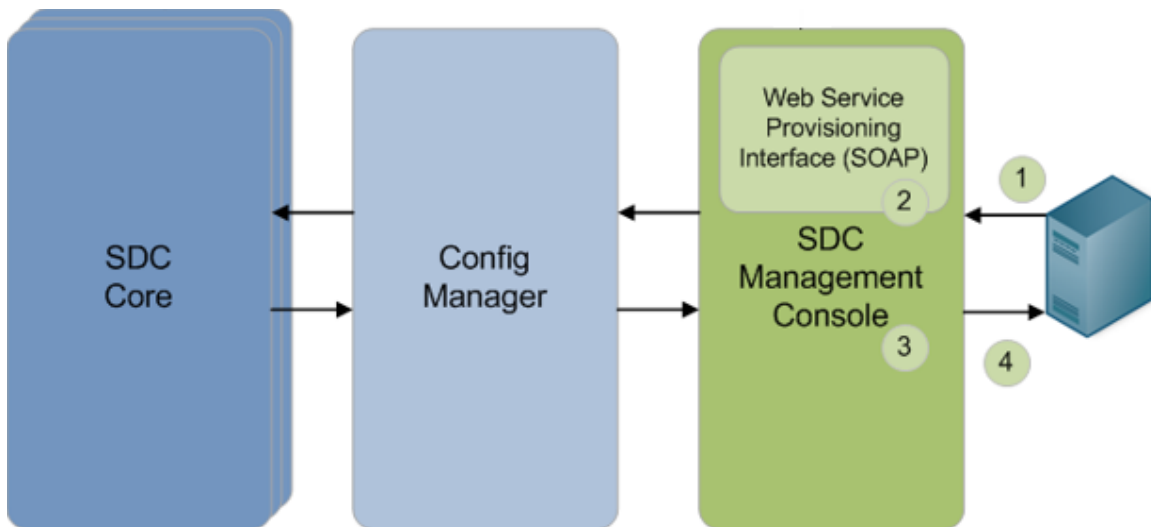 SDC
Core
Config
Manager
Web Service
Provisioning
Interface (SOAP)
2
SDC
Management
Console
3
1
4